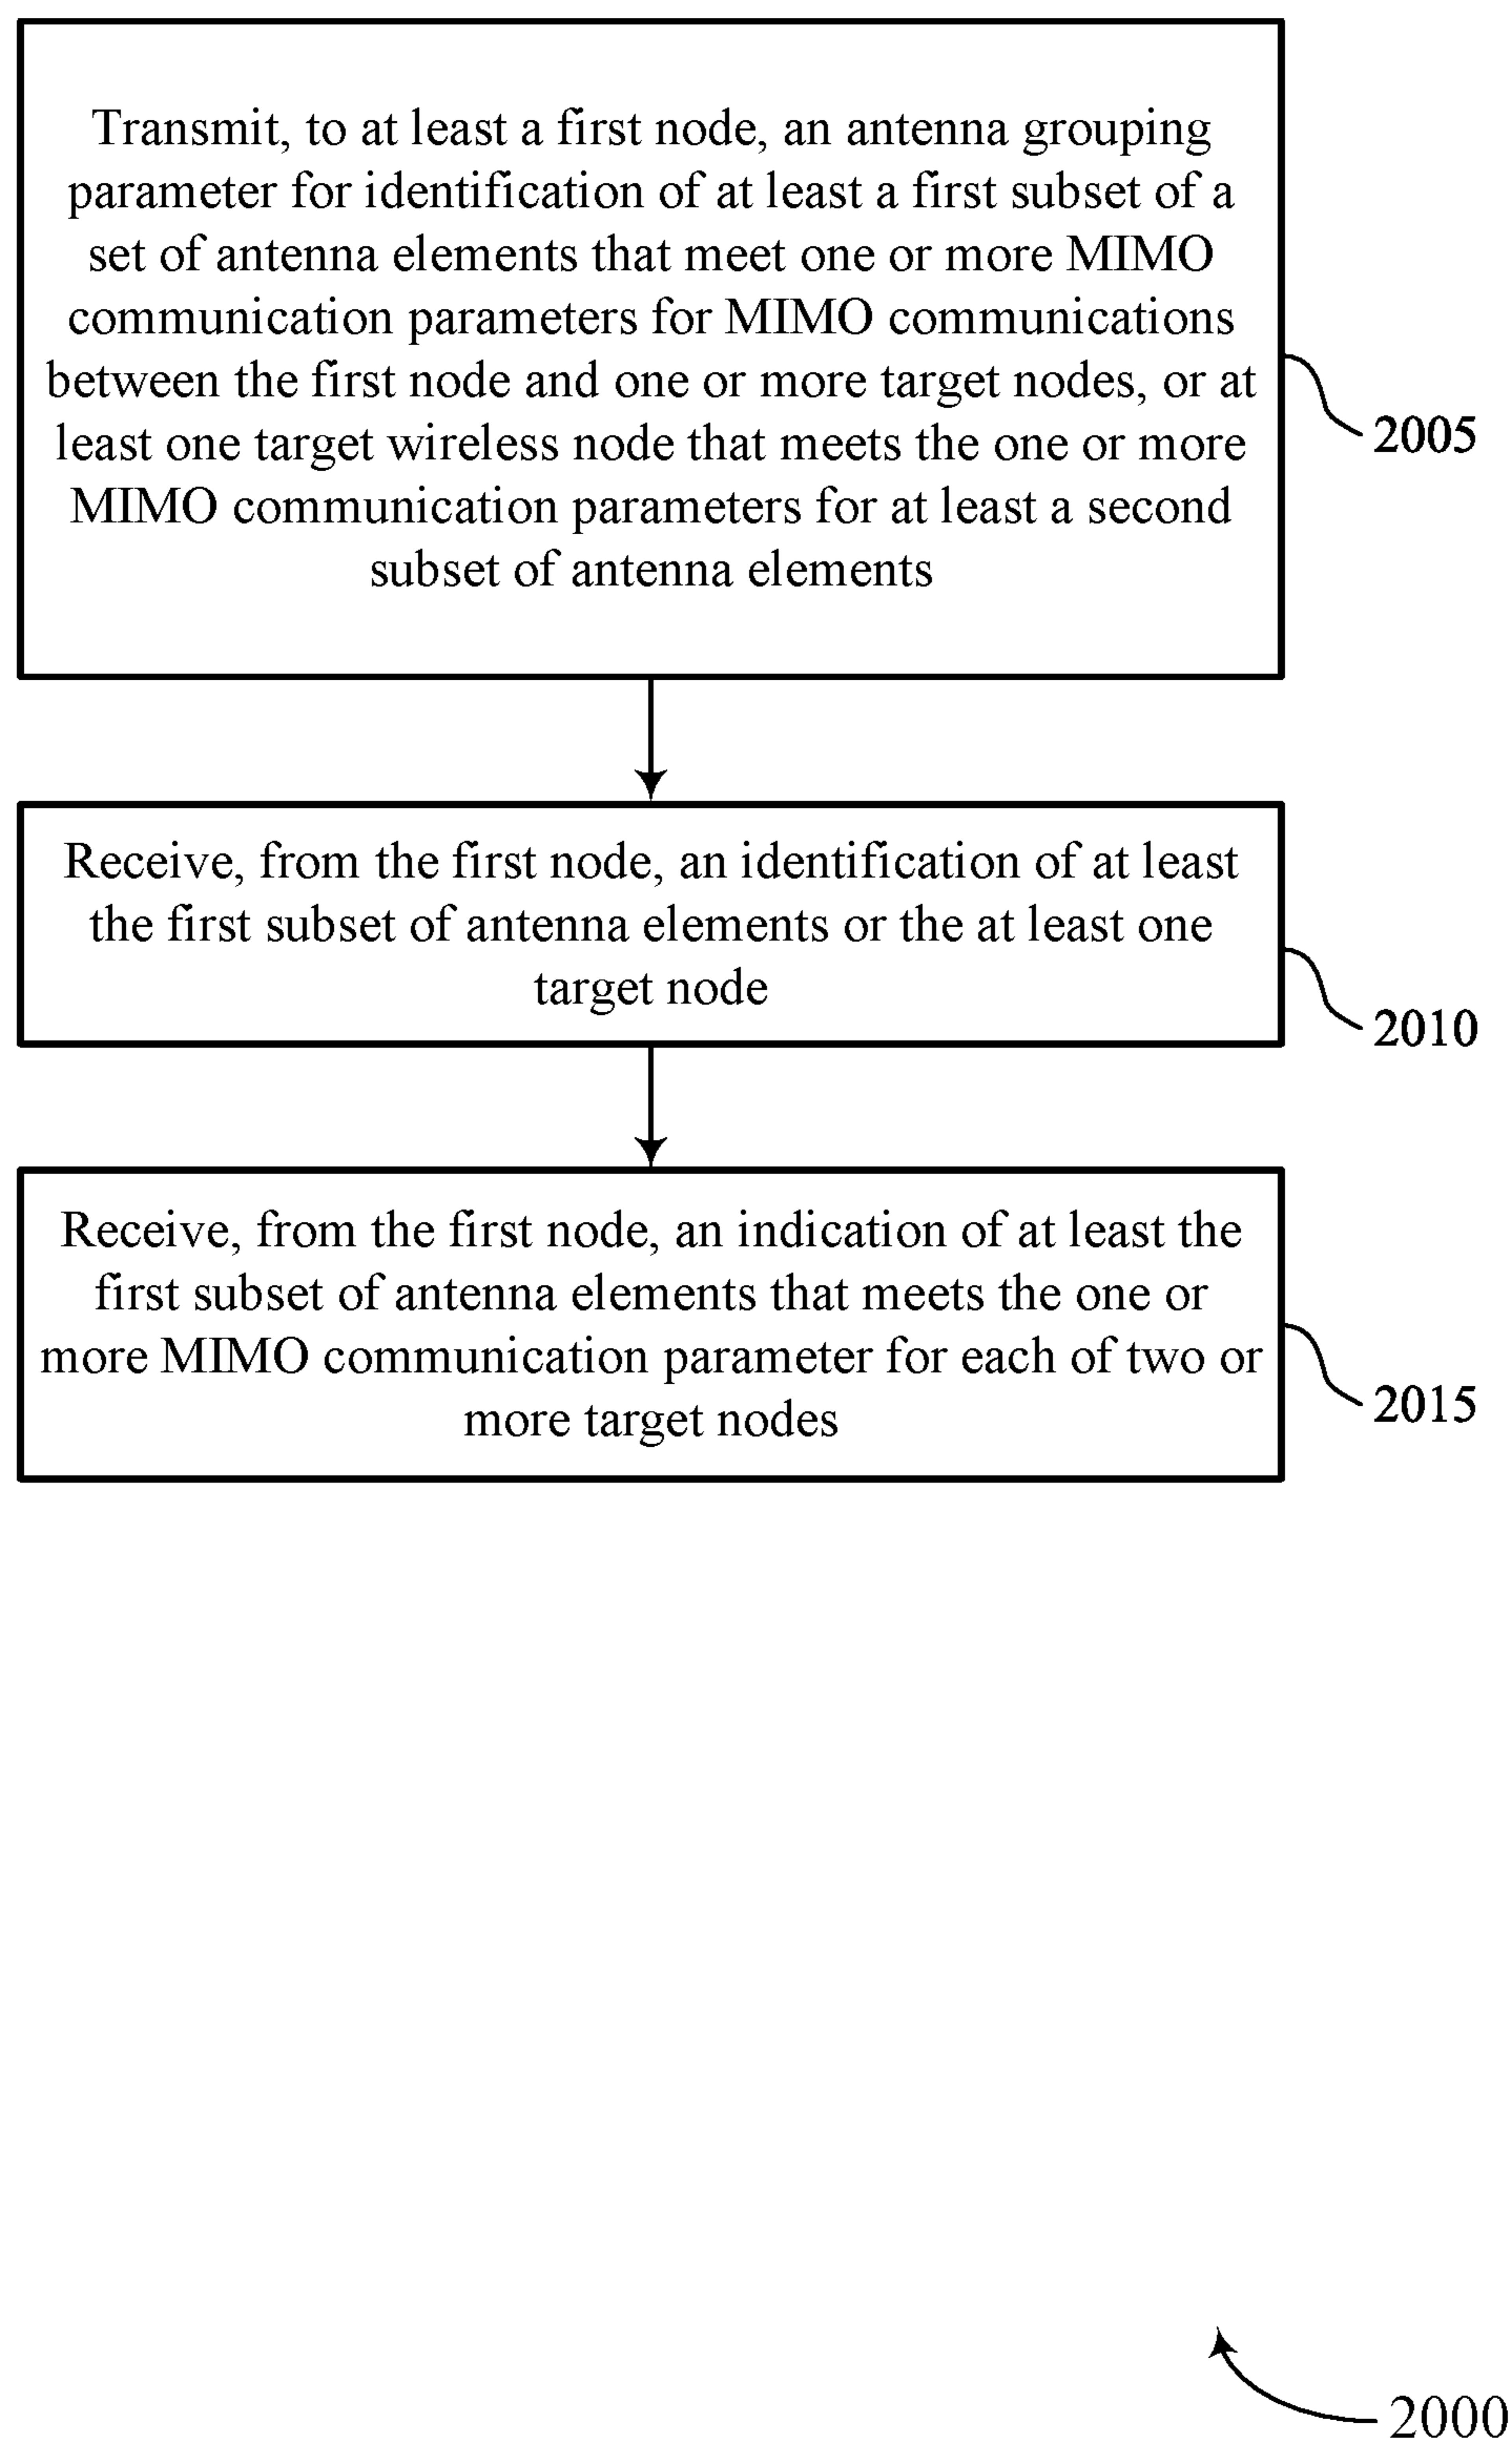 Transmit, to at least a first node, an antenna grouping
parameter for identification of at least a first subset of a
set of antenna elements that meet one or more MIMO
communication parameters for MIMO communications
between the first node and one or more target nodes, or at
least one target wireless node that meets the one or more
MIMO communication parameters for at least a second
subset of antenna elements
2005
Receive, from the first node, an identification of at least
the first subset of antenna elements or the at least one
target node
2010
Receive, from the first node, an indication of at least the
first subset of antenna elements that meets the one or
more MIMO communication parameter for each of two or
more target nodes
2015
2000